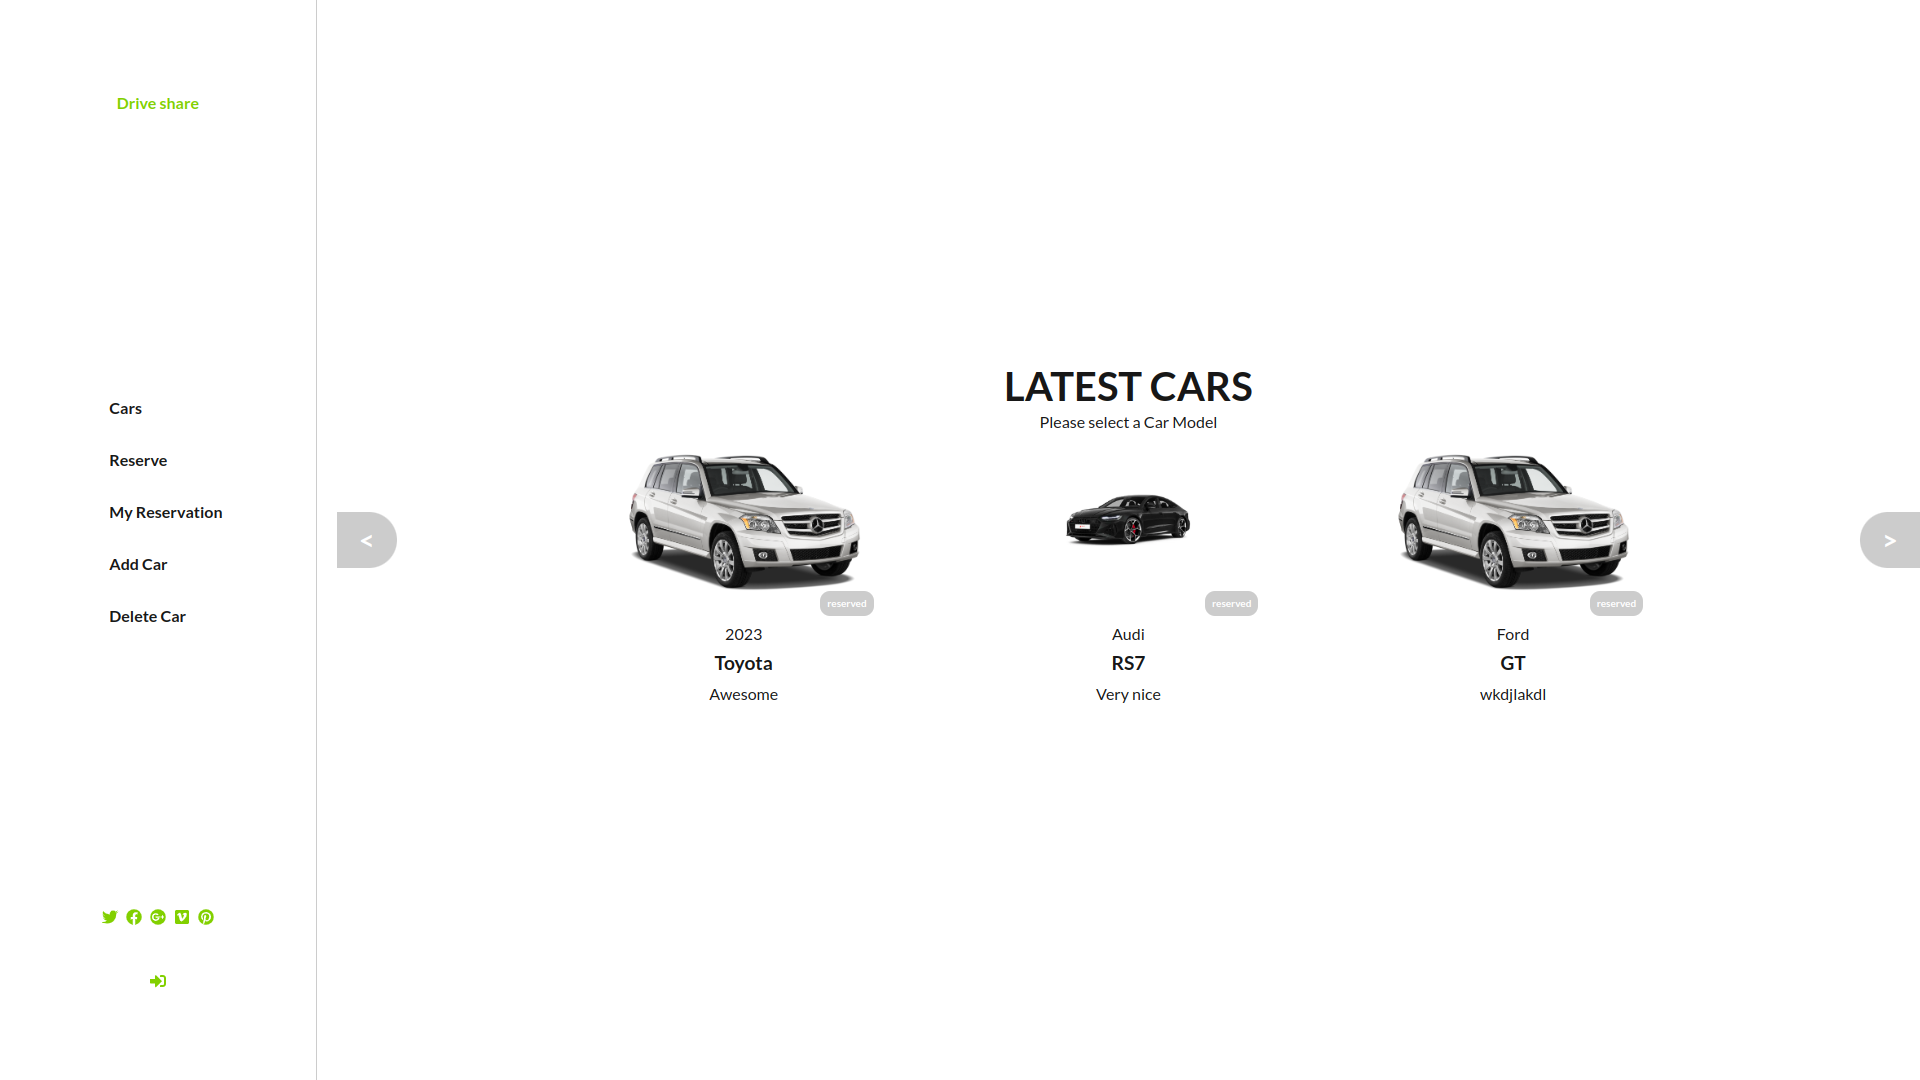 Drive share
Cars
Reserve
My Reservation
Add Car
Delete Car
LATEST CARS
Please select a Car Model
<
>
reserved
reserved
reserved
2023
Toyota
Awesome
Audi
RS7
Very nice
Ford
GT
wkdjlakdl